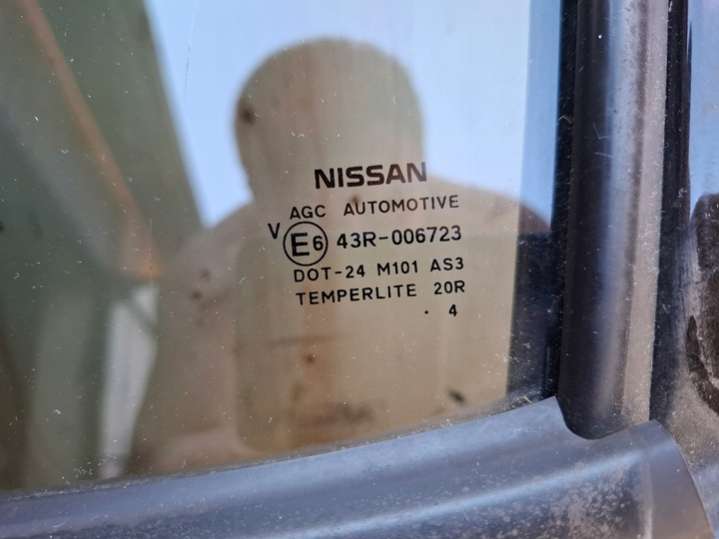 NISSAN
AGC AUTOMOTIVE
V E6 43R-006723
DOT-24 M101 AS3
TEMPERLITE 20R
. 4